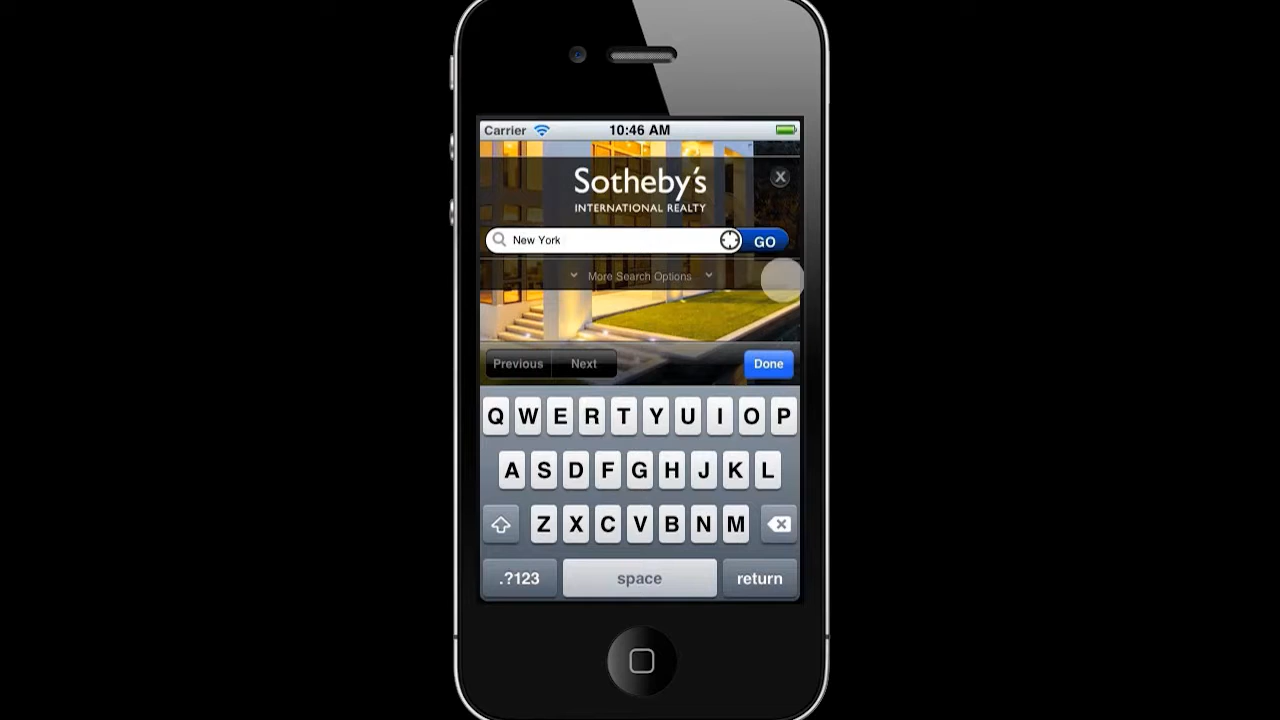 Carrier 10:46 AM
Sotheby's
INTERNATIONAL REALTY
X
New York GO
More Search Options
Previous Next Done
Q W E R T Y U I O P
A S D F G H J K L
Z X C V B N M
.?123 space return